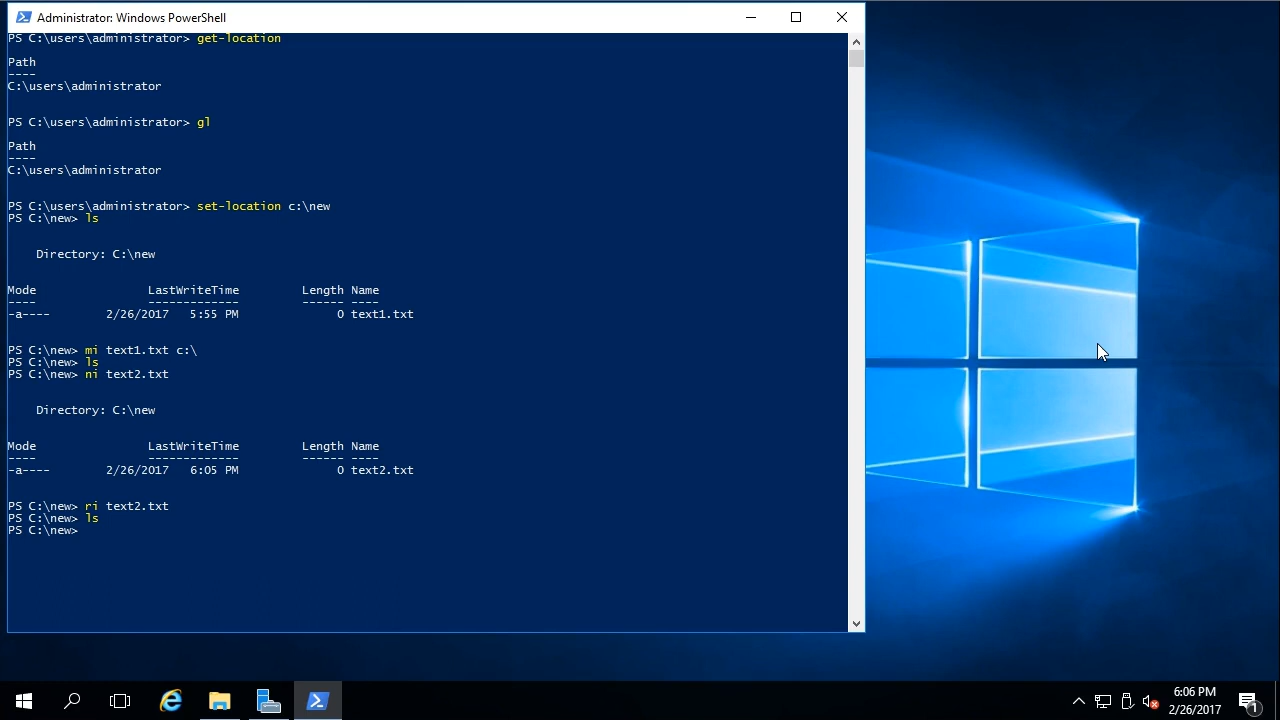 Administrator: Windows PowerShell
PS C:\users\administrator> get-location
Path
----
C:\users\administrator
PS C:\users\administrator> gl
Path
----
C:\users\administrator
PS C:\users\administrator> set-location c:\new
PS C:\new> ls
Directory: C:\new
Mode LastWriteTime Length Name
---- ------------- ------ ----
-a---- 2/26/2017 5:55 PM 0 text1.txt
PS C:\new> mi text1.txt c:\
PS C:\new> ls
PS C:\new> ni text2.txt
Directory: C:\new
Mode LastWriteTime Length Name
---- ------------- ------ ----
-a---- 2/26/2017 6:05 PM 0 text2.txt
PS C:\new> ri text2.txt
PS C:\new> ls
PS C:\new>
6:06 PM
2/26/2017
1